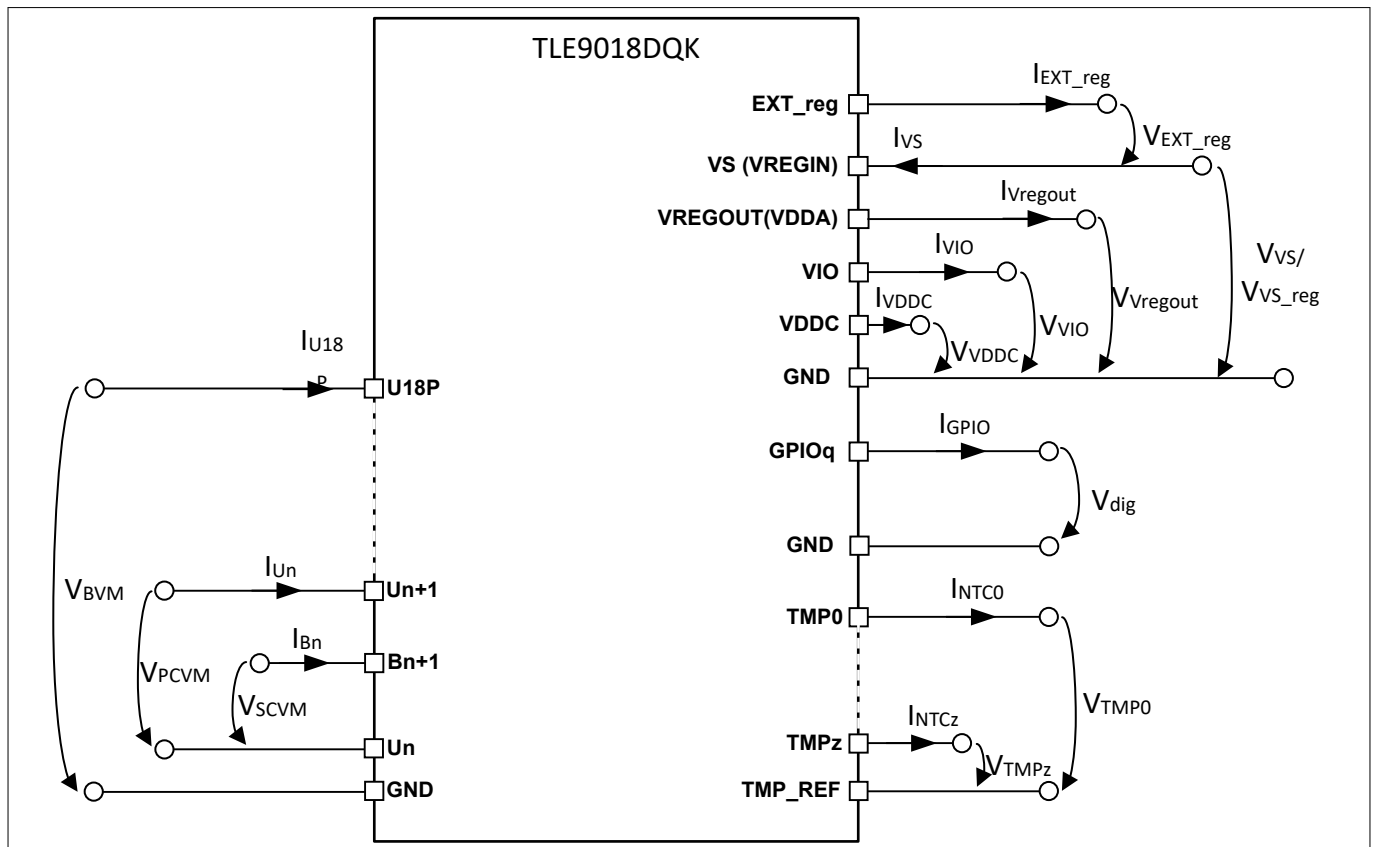 TLE9018DQK
IEXT_reg
EXT_reg
VEXT_reg
IVS
VS (VREGIN)
IVregout
VREGOUT(VDDA)
IVIO
VIO
VVS/
VVS_reg
VVregout
IVDDC
VDDC
VVIO
VVDDC
GND
IU18
P
U18P
IGPIO
GPIOq
Vdig
GND
IUn
VBVM
Un+1
INTC0
TMP0
IBn
Bn+1
VPCVM
VSCVM
VTMP0
INTCz
Un
TMPz
VTMPz
GND
TMP_REF